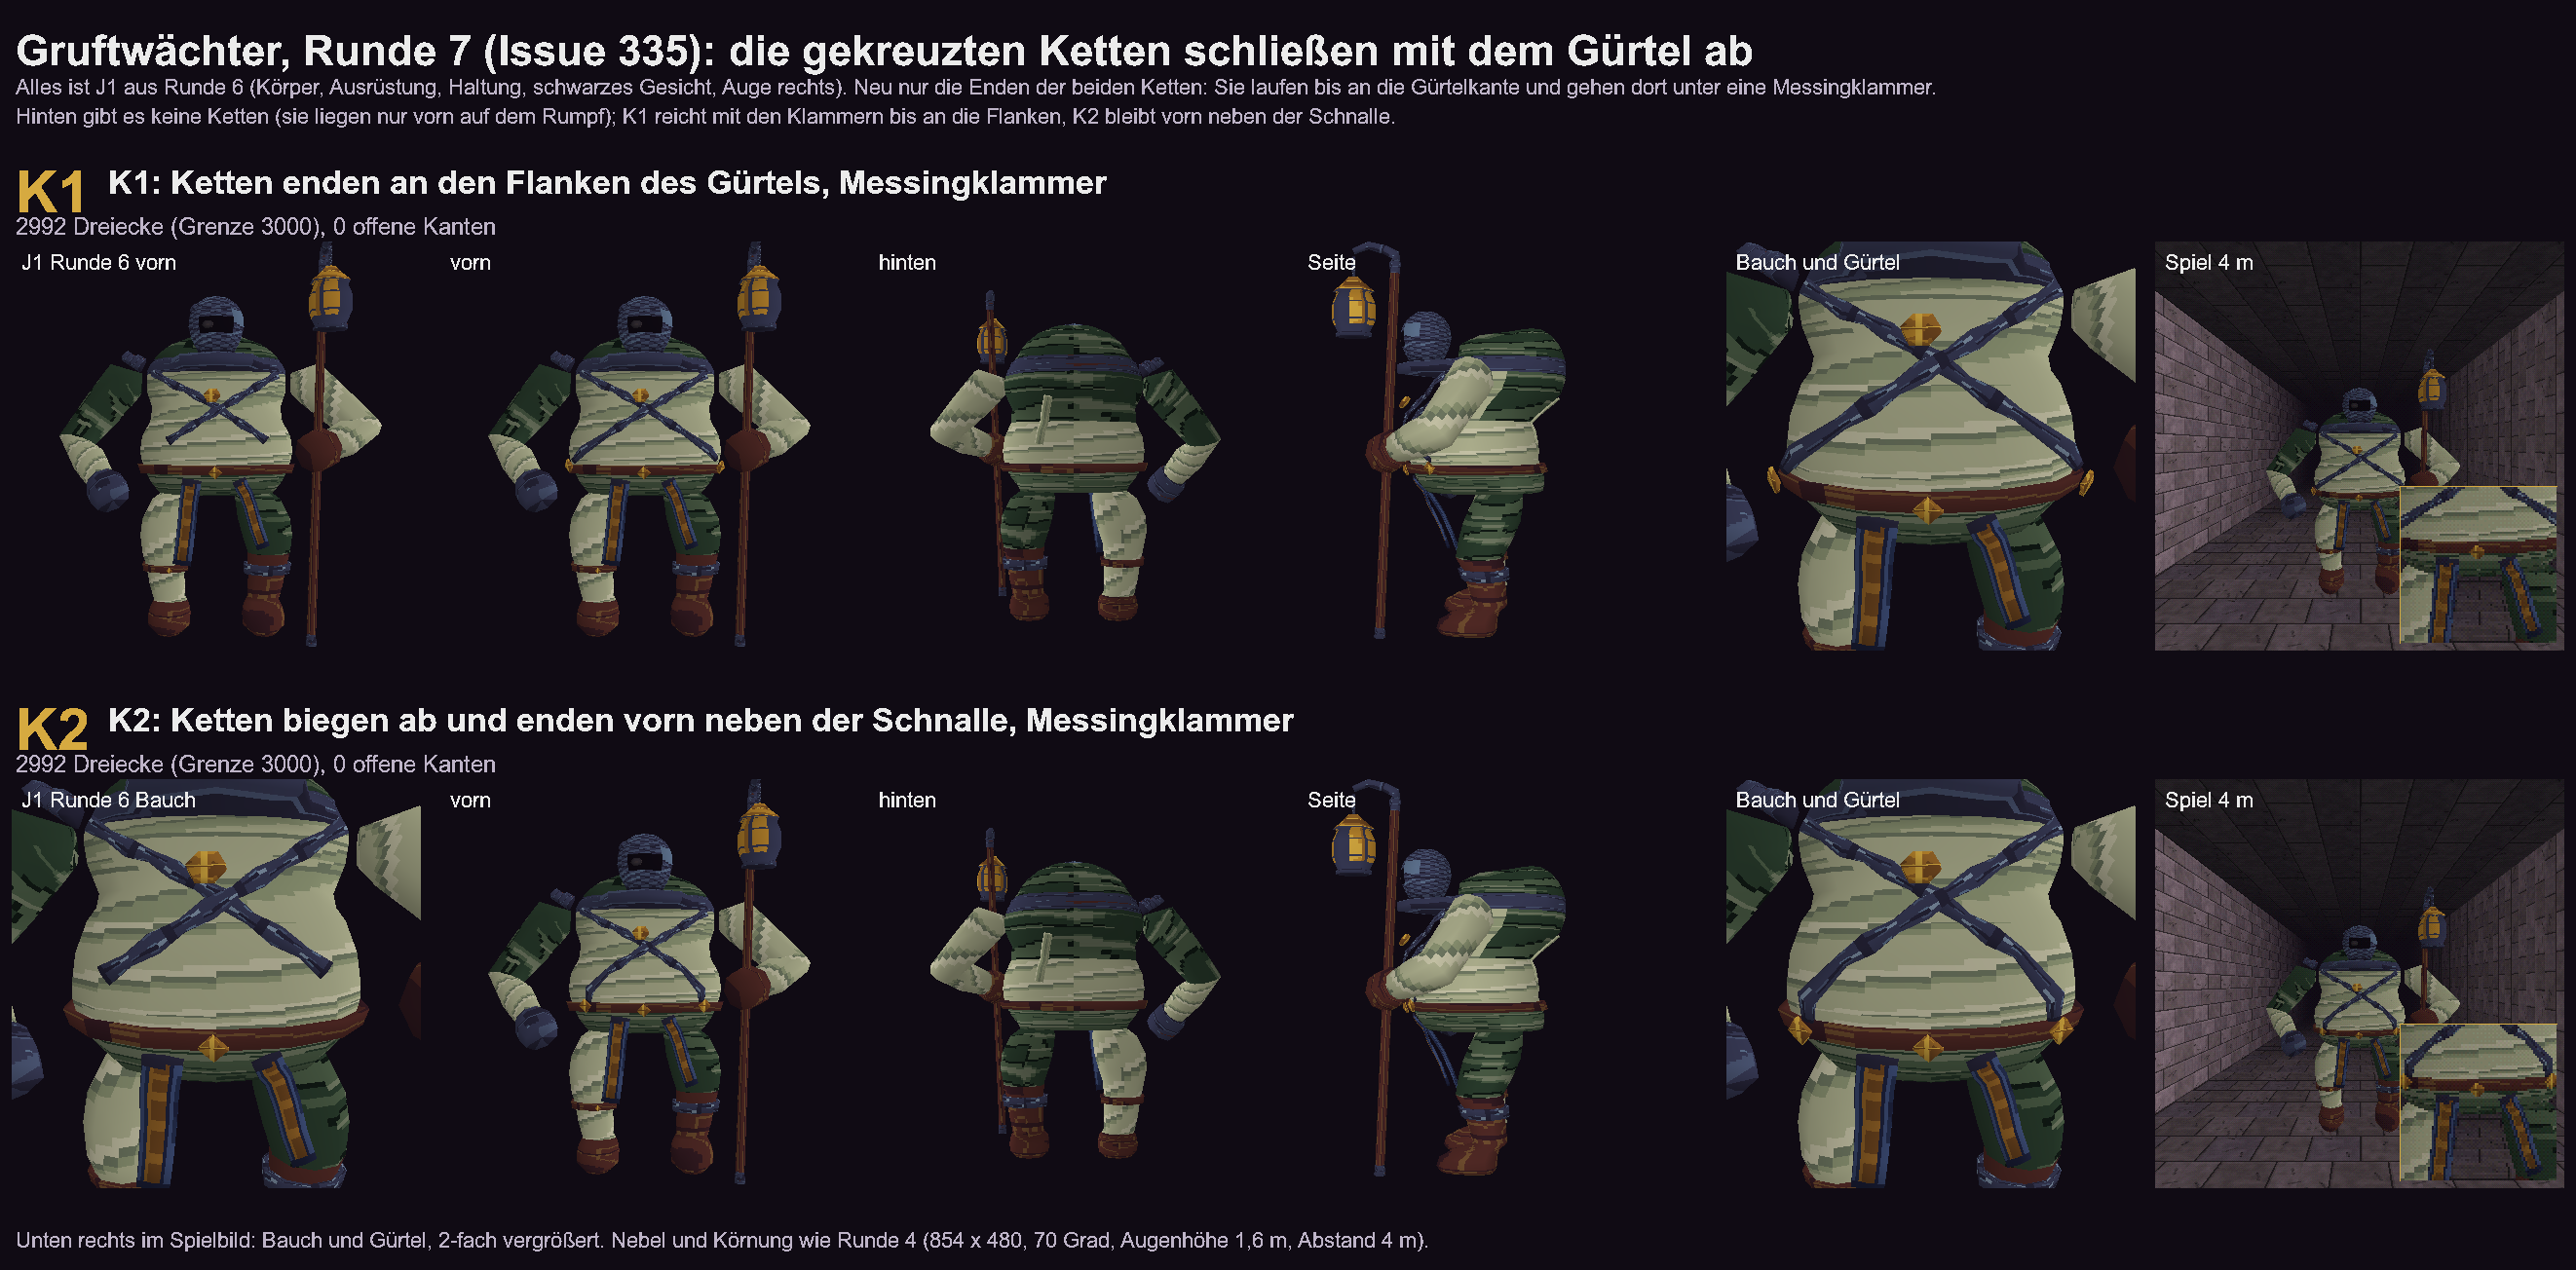 Gruftwächter, Runde 7 (Issue 335): die gekreuzten Ketten schließen mit dem Gürtel ab
Alles ist J1 aus Runde 6 (Körper, Ausrüstung, Haltung, schwarzes Gesicht, Auge rechts). Neu nur die Enden der beiden Ketten: Sie laufen bis an die Gürtelkante und gehen dort unter eine Messingklammer.
Hinten gibt es keine Ketten (sie liegen nur vorn auf dem Rumpf); K1 reicht mit den Klammern bis an die Flanken, K2 bleibt vorn neben der Schnalle.
K1 K1: Ketten enden an den Flanken des Gürtels, Messingklammer
2992 Dreiecke (Grenze 3000), 0 offene Kanten
J1 Runde 6 vorn vorn hinten Seite Bauch und Gürtel Spiel 4 m
K2 K2: Ketten biegen ab und enden vorn neben der Schnalle, Messingklammer
2992 Dreiecke (Grenze 3000), 0 offene Kanten
J1 Runde 6 Bauch vorn hinten Seite Bauch und Gürtel Spiel 4 m
Unten rechts im Spielbild: Bauch und Gürtel, 2-fach vergrößert. Nebel und Körnung wie Runde 4 (854 x 480, 70 Grad, Augenhöhe 1,6 m, Abstand 4 m).